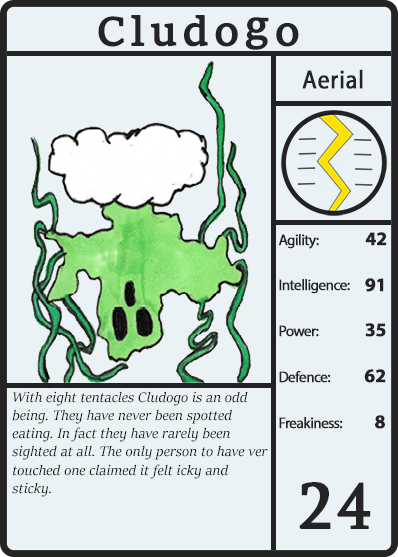 Cludogo
Aerial
Agility: 42
Intelligence: 91
Power: 35
Defence: 62
Freakiness: 8
24
With eight tentacles Cludogo is an odd
being. They have never been spotted
eating. In fact they have rarely been
sighted at all. The only person to have ver
touched one claimed it felt icky and
sticky.